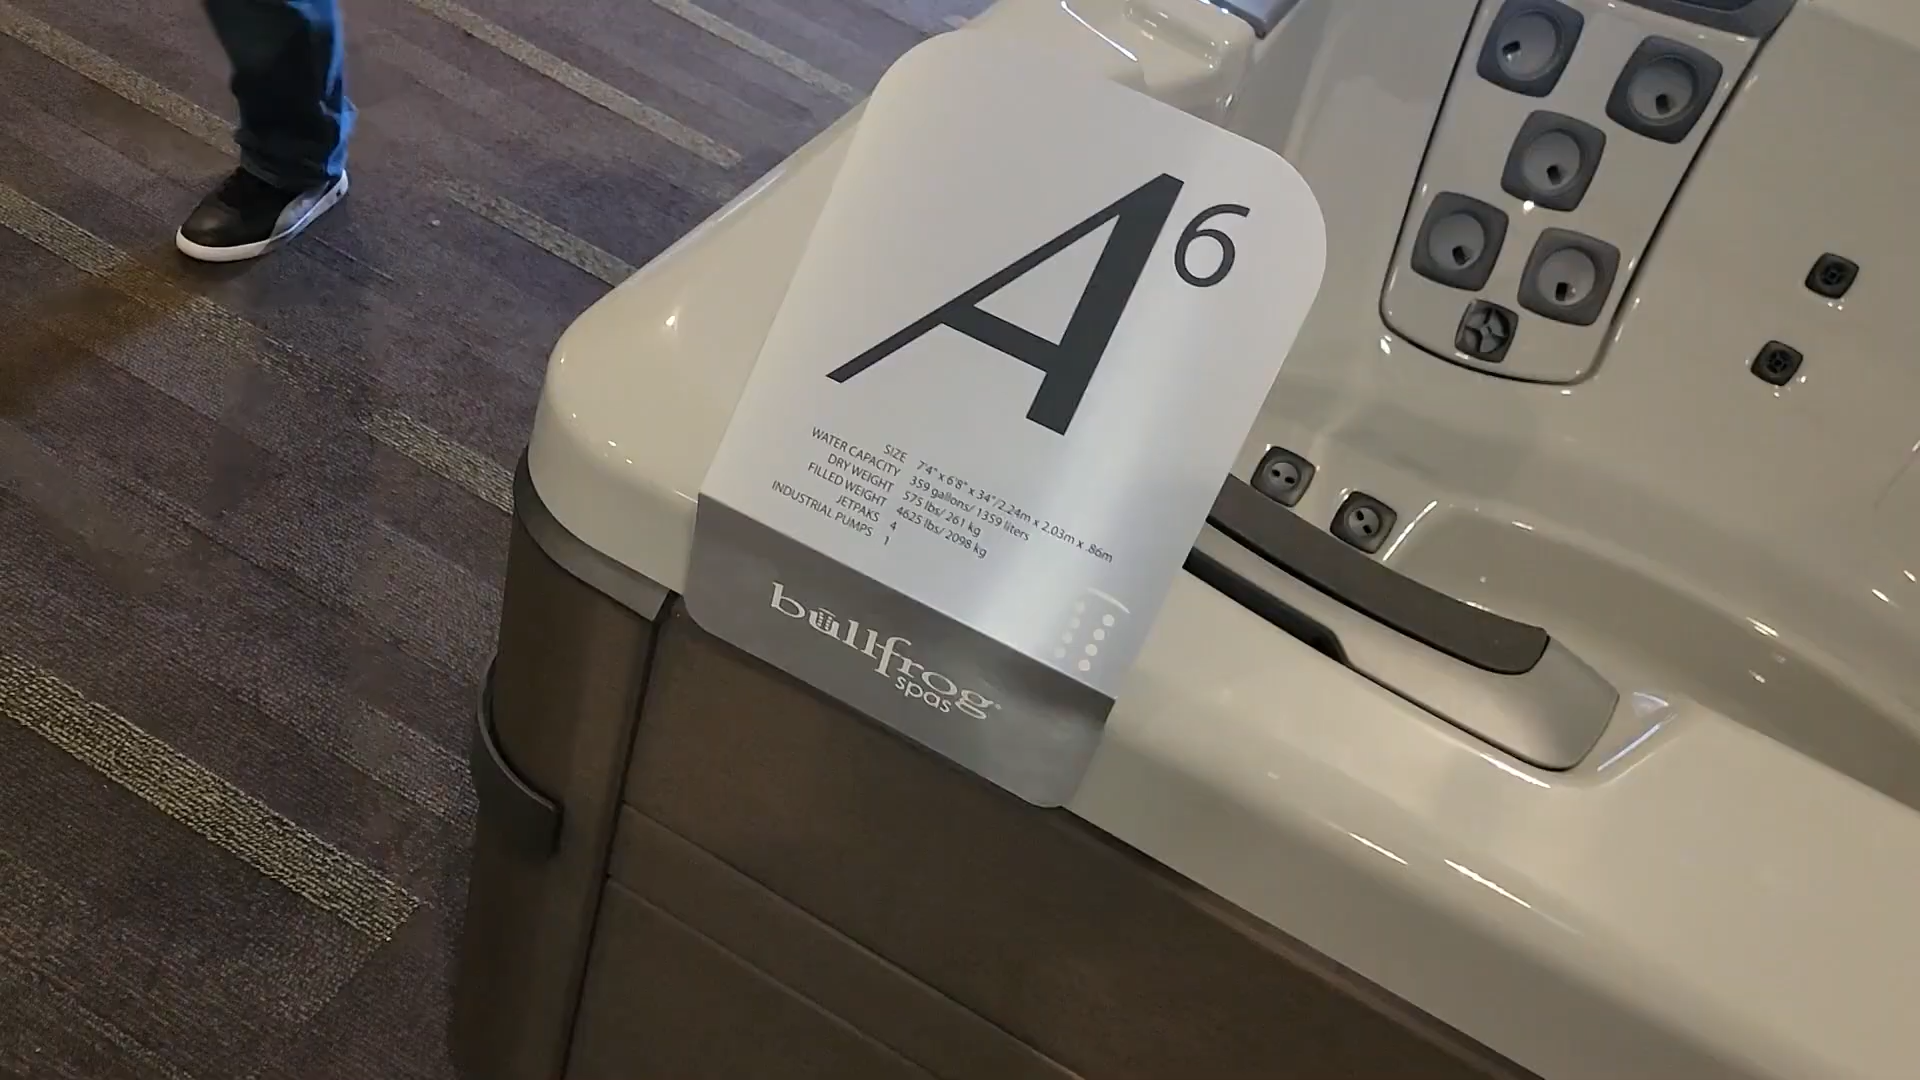 A6
SIZE 7'4" x 6'8" x 34"/2.24m x 2.03m x .86m
WATER CAPACITY 359 gallons/ 1359 liters
DRY WEIGHT 575 lbs/ 261 kg
FILLED WEIGHT 4625 lbs/ 2098 kg
JETPAKS 4
INDUSTRIAL PUMPS 1
bullfrog
spas